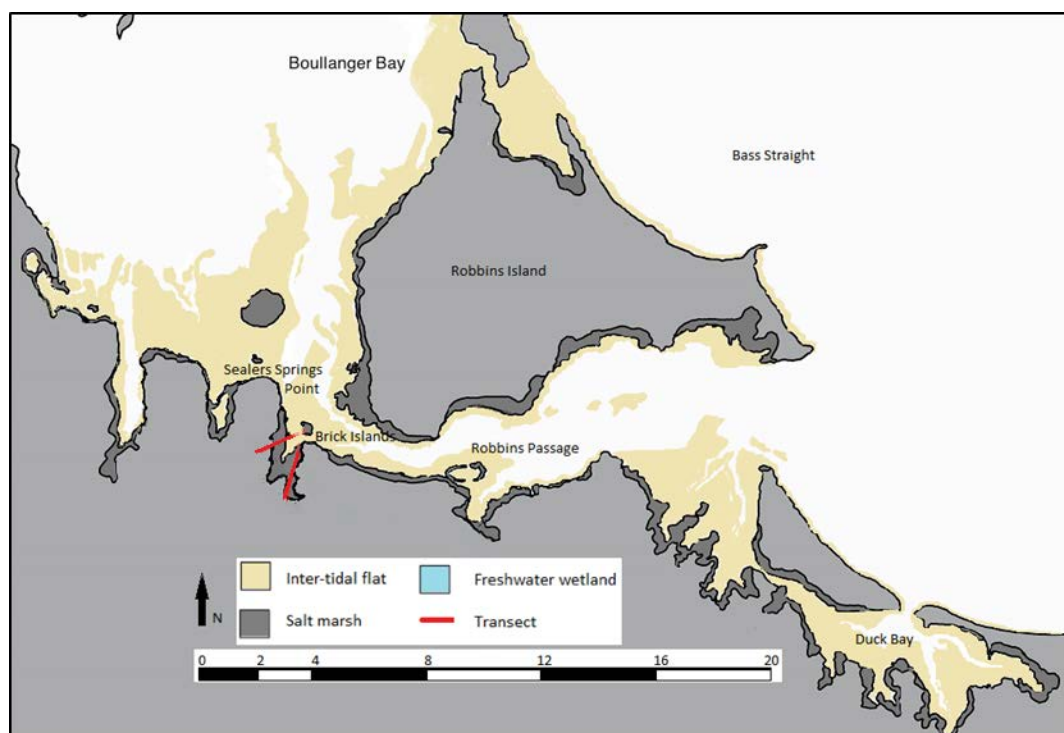 Boullanger Bay
Bass Straight
Robbins Island
Sealers Springs
Point
Brick Islands
Robbins Passage
Inter-tidal flat
Freshwater wetland
Salt marsh
Transect
N
0 2 4 8 12 16 20
Duck Bay